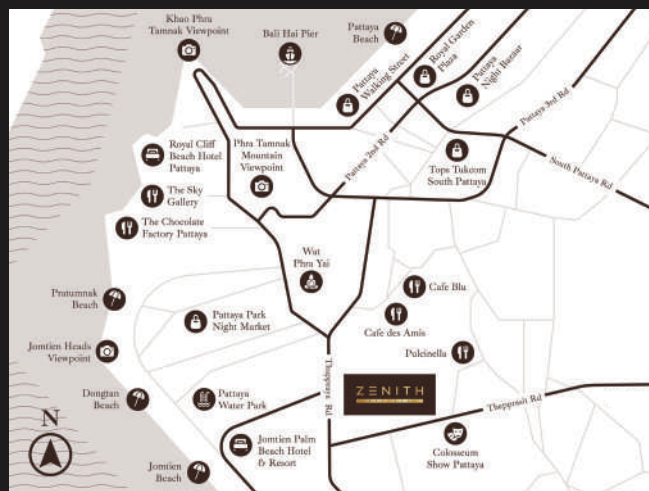 Khao Phra
Tamnak Viewpoint
Bali Hai Pier
Pattaya
Beach
Pattaya
Walking Street
Royal Garden
Plaza
Pattaya
Night Bazaar
Pattaya 3rd Rd
Royal Cliff
Beach Hotel
Pattaya
Phra Tamnak
Mountain
Viewpoint
Pattaya 2nd Rd
Tops Tukcom
South Pattaya
South Pattaya Rd
The Sky
Gallery
The Chocolate
Factory Pattaya
Wat
Phra Yai
Pratumnak
Beach
Pattaya Park
Night Market
Cafe Blu
Cafe des Amis
Jomtien Heads
Viewpoint
Pulcinella
Thappraya Rd
ZENITH
Dongtan
Beach
Pattaya
Water Park
Thepprasit Rd
N
Jomtien Palm
Beach Hotel
& Resort
Colosseum
Show Pattaya
Jomtien
Beach